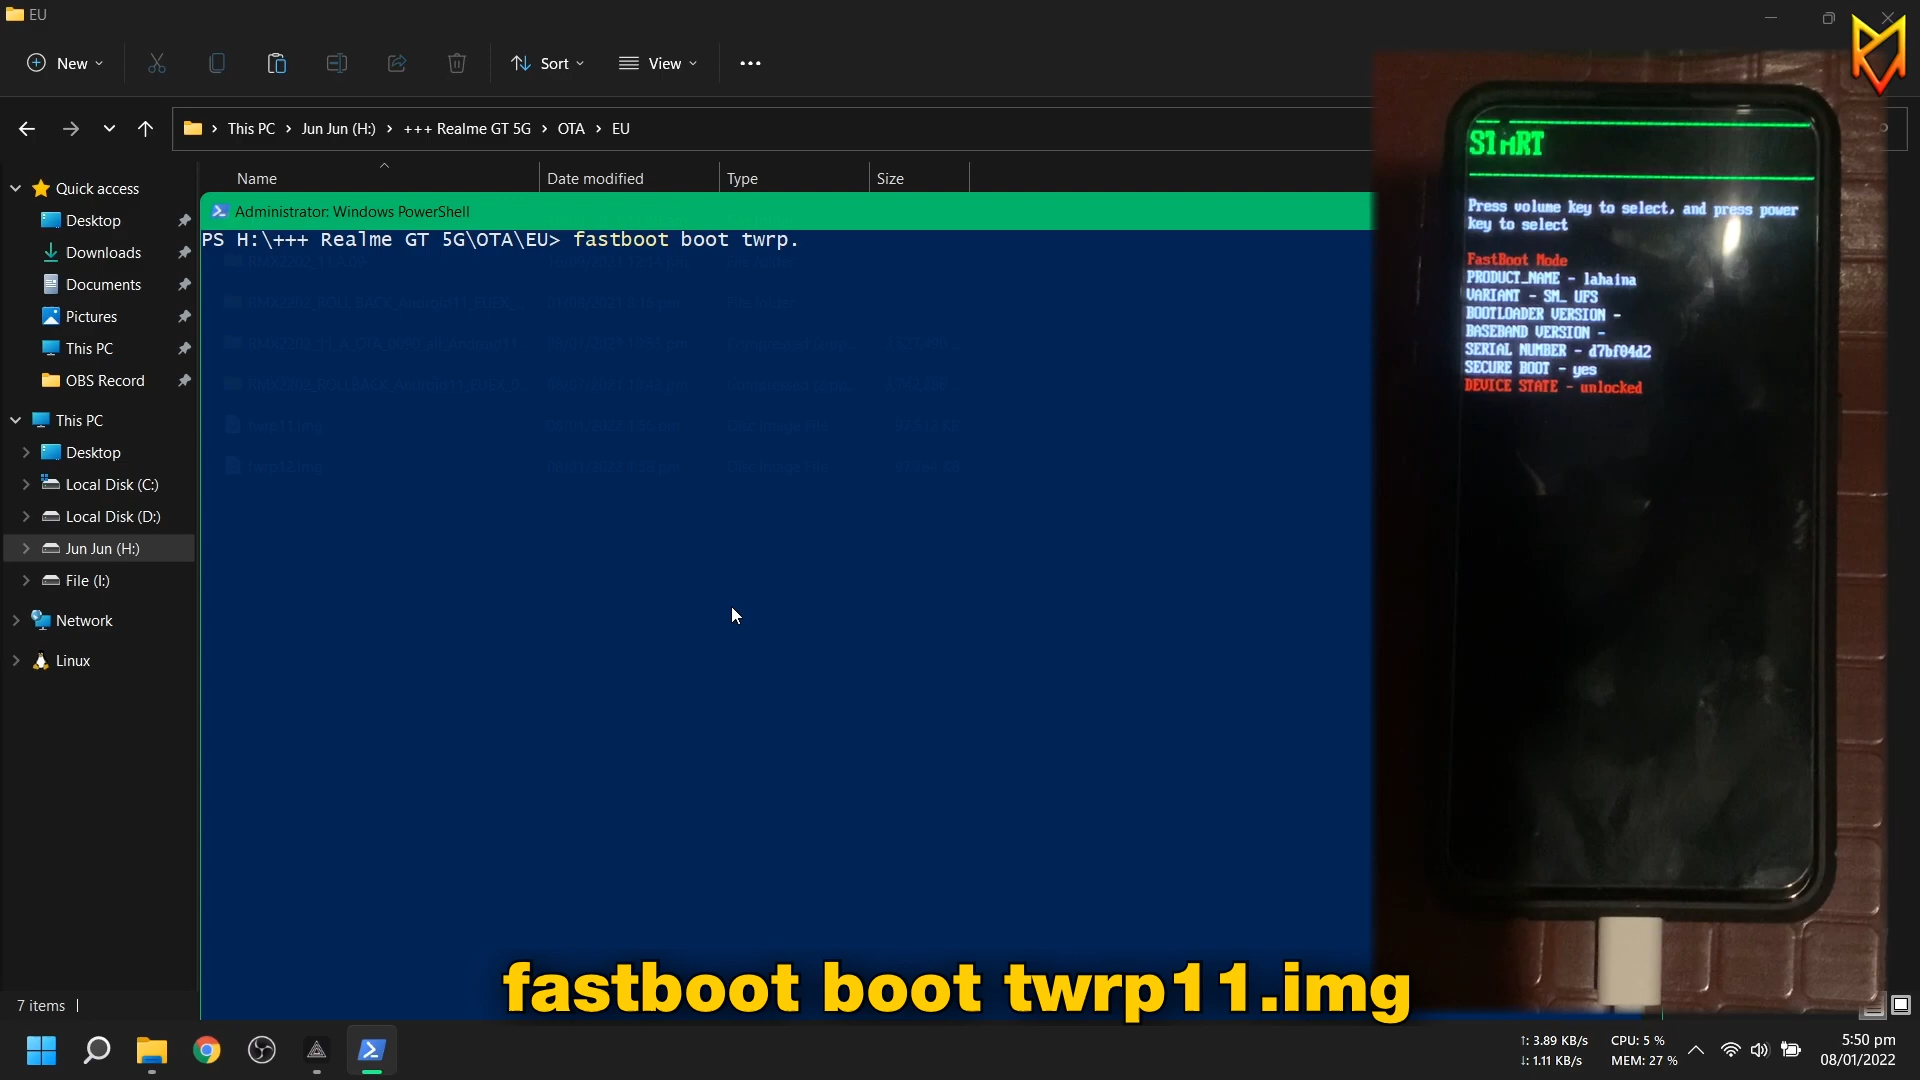 EU
New
Sort
View
This PC
Jun Jun (H:)
+++ Realme GT 5G
OTA
EU
Name
Date modified
Type
Size
Quick access
Desktop
Downloads
Documents
Pictures
This PC
OBS Record
This PC
Desktop
Local Disk (C:)
Local Disk (D:)
Jun Jun (H:)
File (I:)
Network
Linux
7 items
Administrator: Windows PowerShell
PS H:\+++ Realme GT 5G\OTA\EU> fastboot boot twrp.
START
Press volume key to select, and press power
key to select
FastBoot Mode
PRODUCT_NAME - lahaina
VARIANT - SM_ UFS
BOOTLOADER VERSION -
BASEBAND VERSION -
SERIAL NUMBER - d7bf04d2
SECURE BOOT - yes
DEVICE STATE - unlocked
fastboot boot twrp11.img
↑: 3.89 KB/s
↓: 1.11 KB/s
CPU: 5 %
MEM: 27 %
5:50 pm
08/01/2022